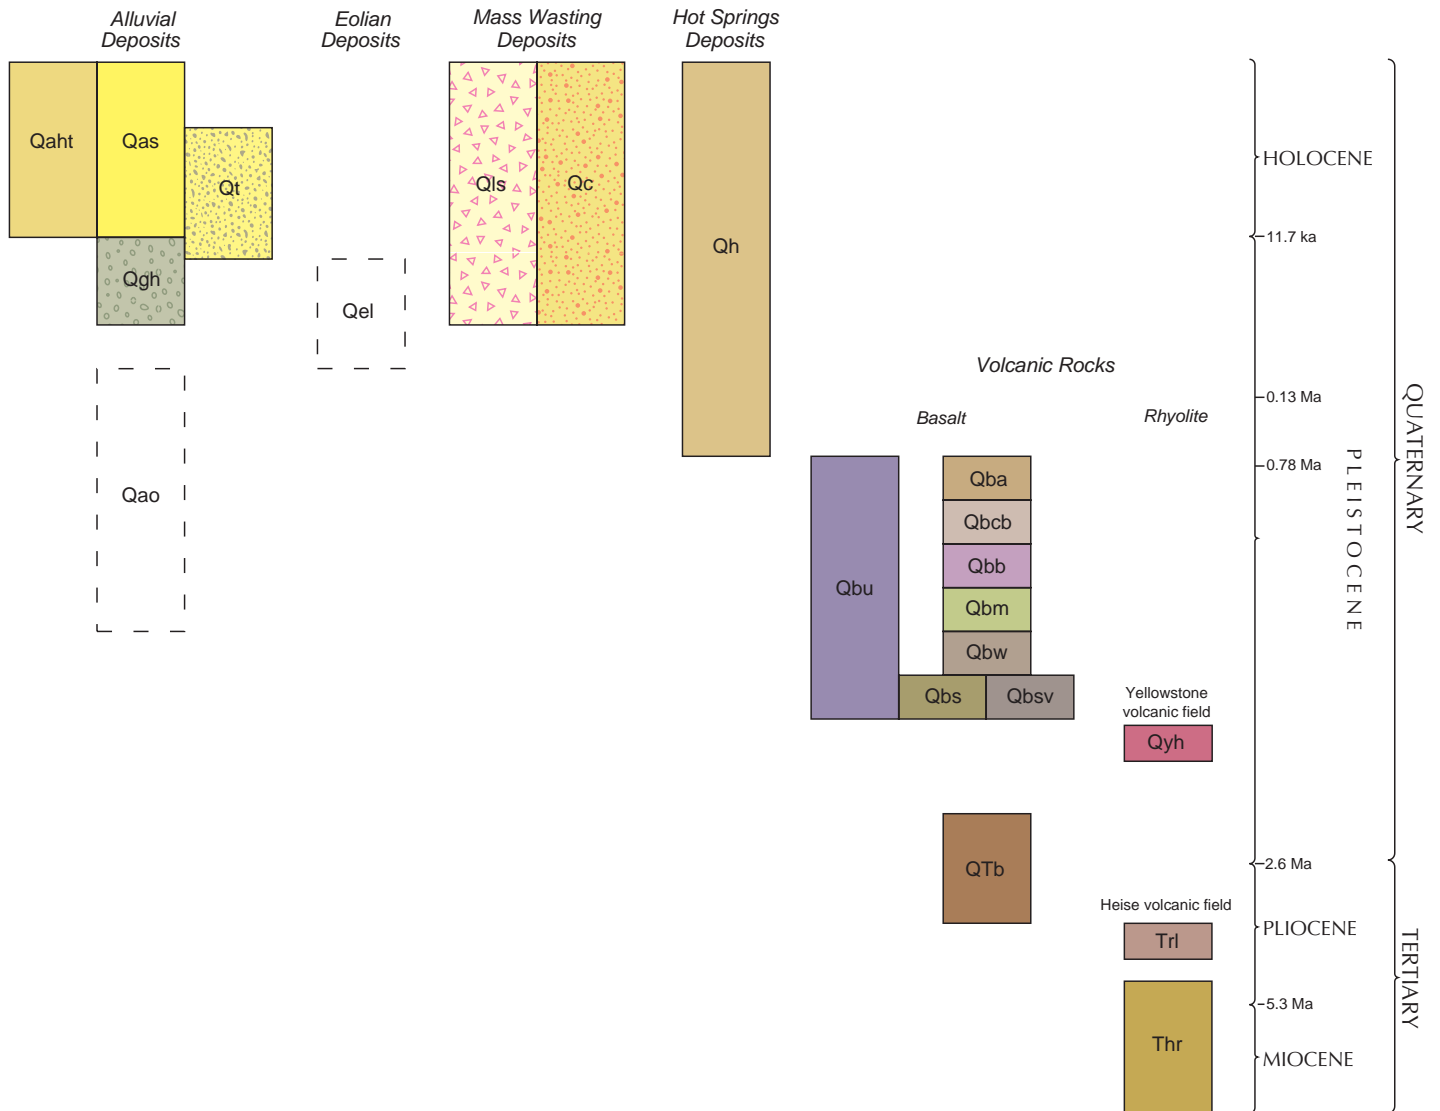 Alluvial
Deposits
Eolian
Deposits
Mass Wasting
Deposits
Hot Springs
Deposits
Qaht
Qas
Qt
Qgh
Qao
Qel
Qls
Qc
Qh
Volcanic Rocks
Basalt
Rhyolite
Qbu
Qba
Qbcb
Qbb
Qbm
Qbw
Qbs
Qbsv
QTb
Yellowstone
volcanic field
Qyh
Heise volcanic field
Trl
Thr
HOLOCENE
11.7 ka
0.13 Ma
0.78 Ma
PLEISTOCENE
2.6 Ma
PLIOCENE
5.3 Ma
MIOCENE
QUATERNARY
TERTIARY